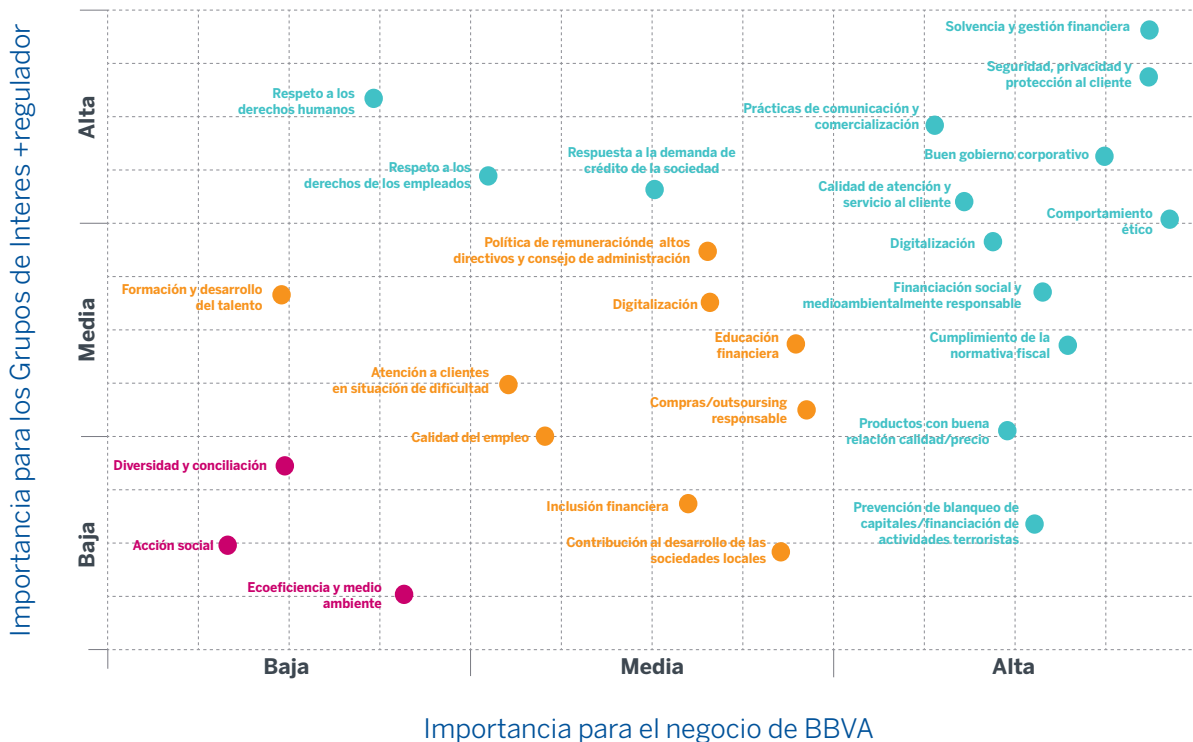 Importancia para los Grupos de Interes +regulador
Alta
Media
Baja
Solvencia y gestión financiera
Seguridad, privacidad y
protección al cliente
Respeto a los
derechos humanos
Prácticas de comunicación y
comercialización
Respuesta a la demanda de
crédito de la sociedad
Buen gobierno corporativo
Respeto a los
derechos de los empleados
Calidad de atención y
servicio al cliente
Comportamiento
ético
Política de remuneraciónde altos
directivos y consejo de administración
Digitalización
Formación y desarrollo
del talento
Digitalización
Financiación social y
medioambientalmente responsable
Educación
financiera
Cumplimiento de la
normativa fiscal
Atención a clientes
en situación de dificultad
Compras/outsoursing
responsable
Calidad del empleo
Productos con buena
relación calidad/precio
Diversidad y conciliación
Inclusión financiera
Prevención de blanqueo de
capitales/financiación de
actividades terroristas
Acción social
Contribución al desarrollo de las
sociedades locales
Ecoeficiencia y medio
ambiente
Baja
Media
Alta
Importancia para el negocio de BBVA